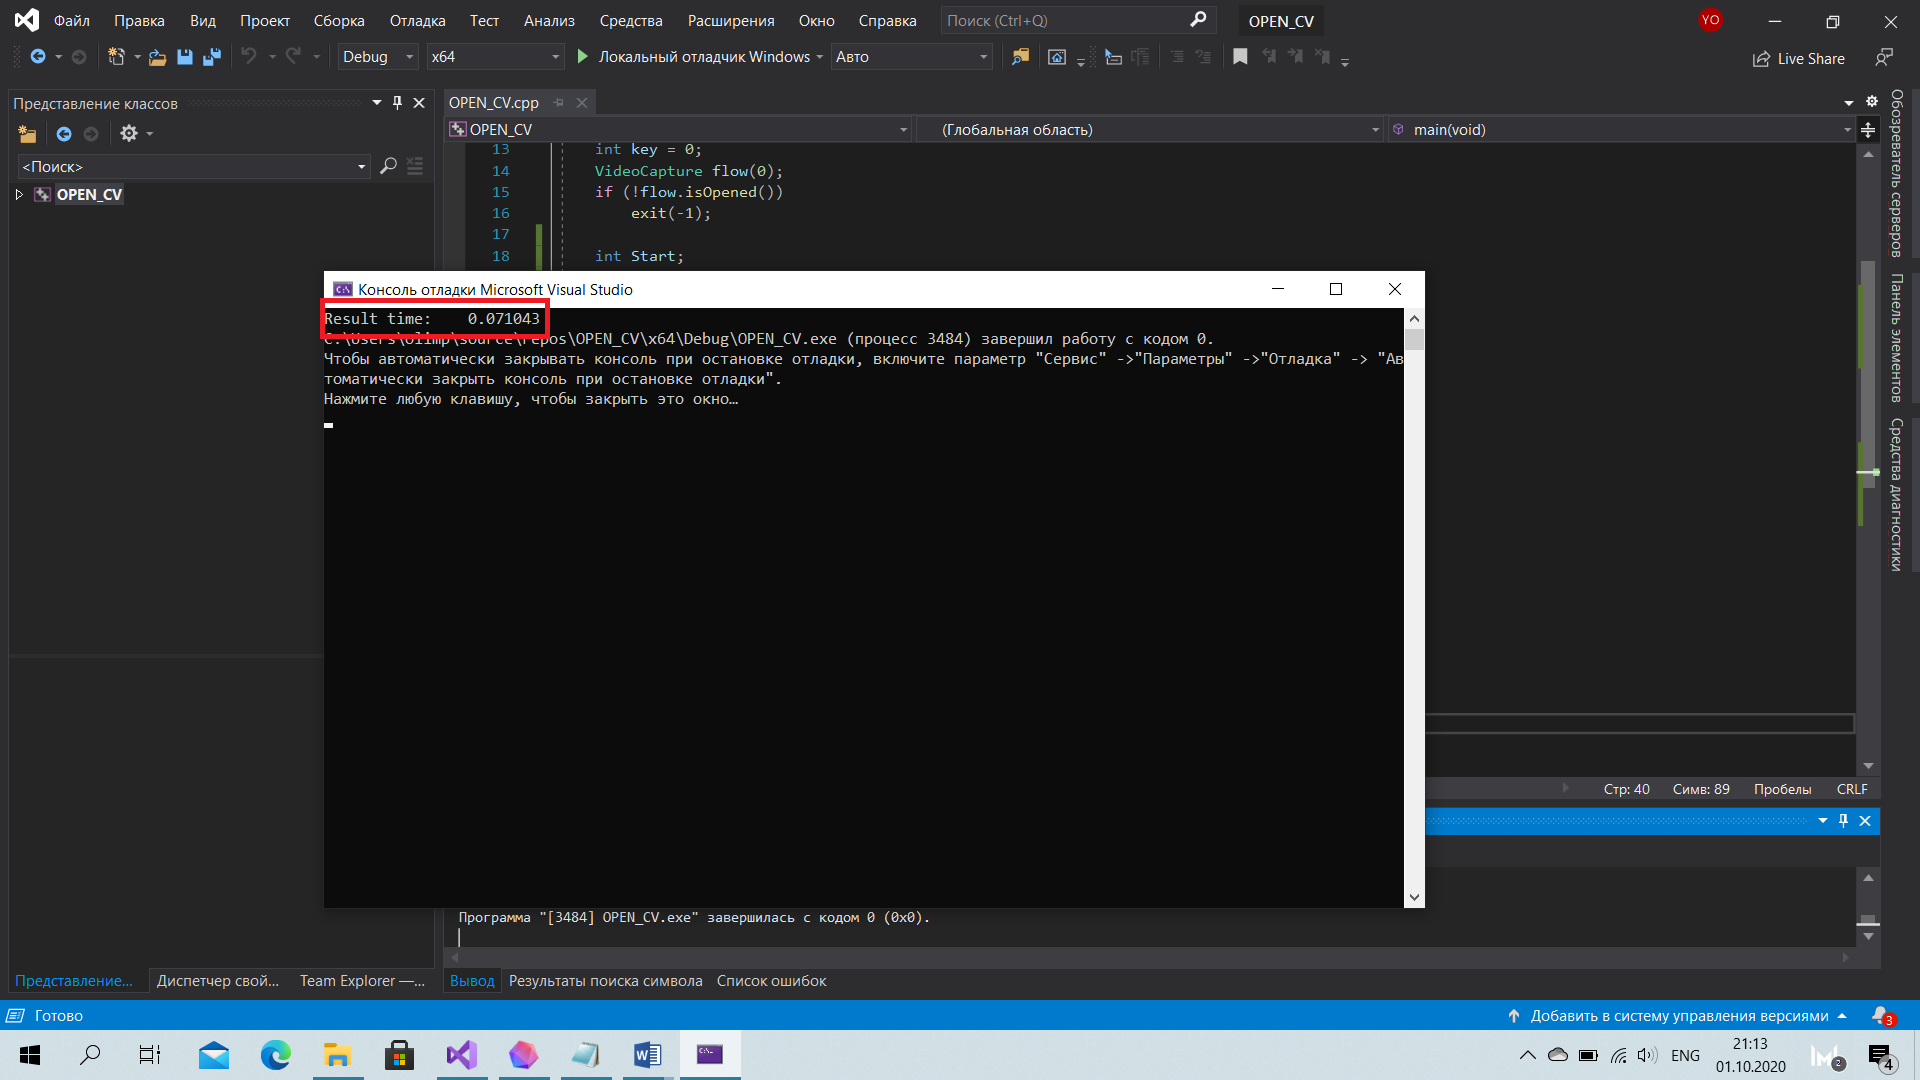 Файл Правка Вид Проект Сборка Отладка Тест Анализ Средства Расширения Окно Справка Поиск (Ctrl+Q) OPEN_CV YO
Debug x64 Локальный отладчик Windows Авто Live Share
Представление классов
<Поиск>
OPEN_CV
OPEN_CV.cpp
OPEN_CV (Глобальная область) main(void)
13 int key = 0;
14 VideoCapture flow(0);
15 if (!flow.isOpened())
16 exit(-1);
17
18 int Start;
Консоль отладки Microsoft Visual Studio
Result time: 0.071043
C:\Users\olimp\source\repos\OPEN_CV\x64\Debug\OPEN_CV.exe (процесс 3484) завершил работу с кодом 0.
Чтобы автоматически закрывать консоль при остановке отладки, включите параметр "Сервис" ->"Параметры" ->"Отладка" -> "Ав
томатически закрыть консоль при остановке отладки".
Нажмите любую клавишу, чтобы закрыть это окно…
Обозреватель серверов
Панель элементов
Средства диагностики
Стр: 40 Симв: 89 Пробелы CRLF
Программа "[3484] OPEN_CV.exe" завершилась с кодом 0 (0x0).
Представление... Диспетчер свой... Team Explorer —... Вывод Результаты поиска символа Список ошибок
Готово Добавить в систему управления версиями 3
ENG 21:13
01.10.2020
2
4